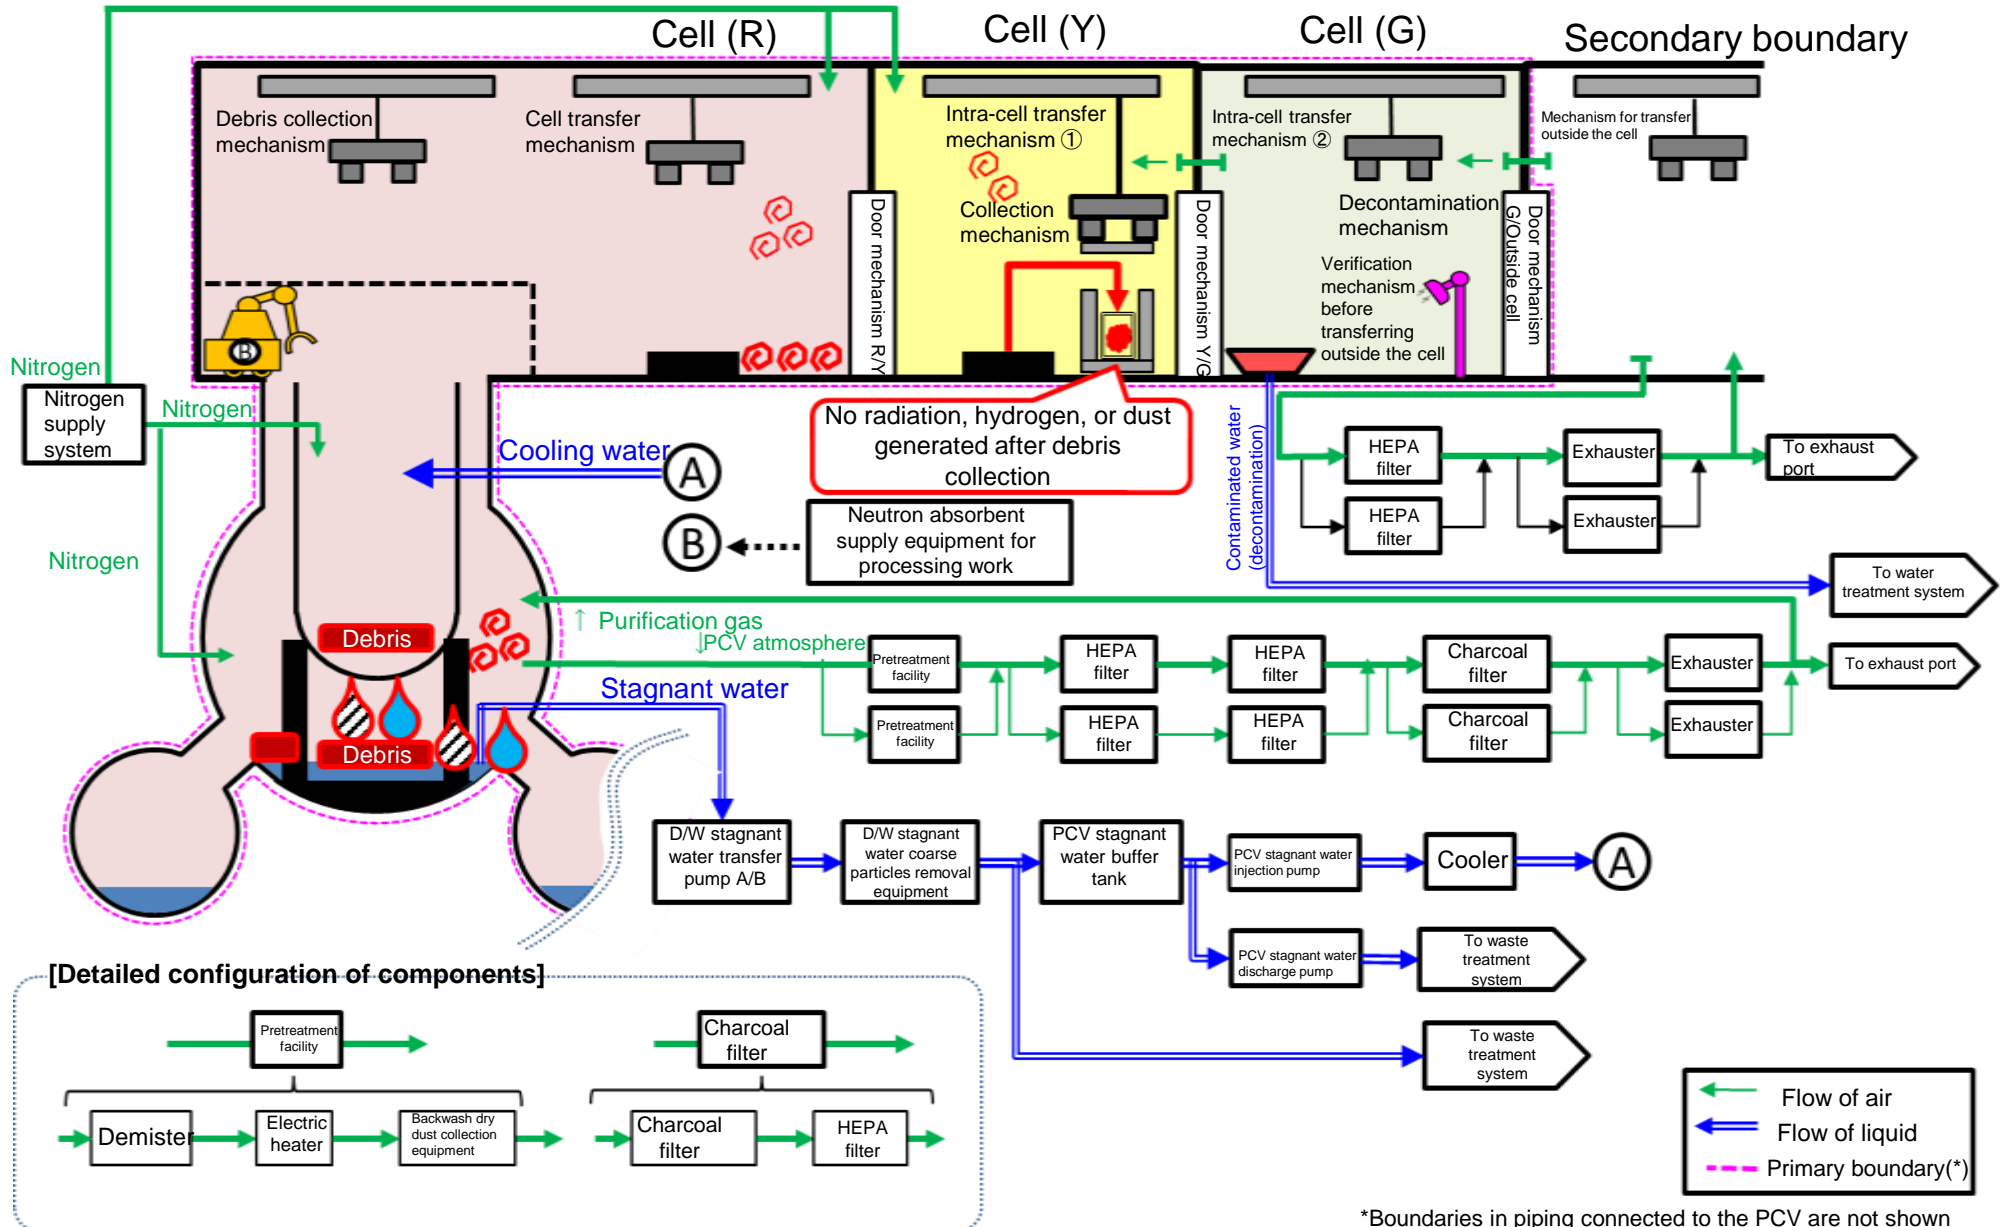 Cell (R)
Cell (Y)
Cell (G)
Secondary boundary
Debris collection
mechanism
Cell transfer
mechanism
Intra-cell transfer
mechanism ①
Intra-cell transfer
mechanism ②
Mechanism for transfer
outside the cell
Collection
mechanism
Decontamination
mechanism
Verification
mechanism
before
transferring
outside the cell
Door mechanism R/Y
Door mechanism Y/G
Door mechanism
G/Outside cell
B
Nitrogen
Nitrogen
supply
system
Nitrogen
Nitrogen
Cooling water
A
B
No radiation, hydrogen, or dust
generated after debris
collection
Neutron absorbent
supply equipment for
processing work
Contaminated water
(decontamination)
HEPA
filter
Exhauster
To exhaust
port
HEPA
filter
Exhauster
To water
treatment system
↑ Purification gas
↓PCV atmosphere
Debris
Debris
Stagnant water
Pretreatment
facility
HEPA
filter
HEPA
filter
Charcoal
filter
Exhauster
To exhaust port
Pretreatment
facility
HEPA
filter
HEPA
filter
Charcoal
filter
Exhauster
D/W stagnant
water transfer
pump A/B
D/W stagnant
water coarse
particles removal
equipment
PCV stagnant
water buffer
tank
PCV stagnant water
injection pump
Cooler
A
PCV stagnant water
discharge pump
To waste
treatment
system
To waste
treatment
system
[Detailed configuration of components]
Pretreatment
facility
Charcoal
filter
Demister
Electric
heater
Backwash dry
dust collection
equipment
Charcoal
filter
HEPA
filter
Flow of air
Flow of liquid
Primary boundary(*)
*Boundaries in piping connected to the PCV are not shown